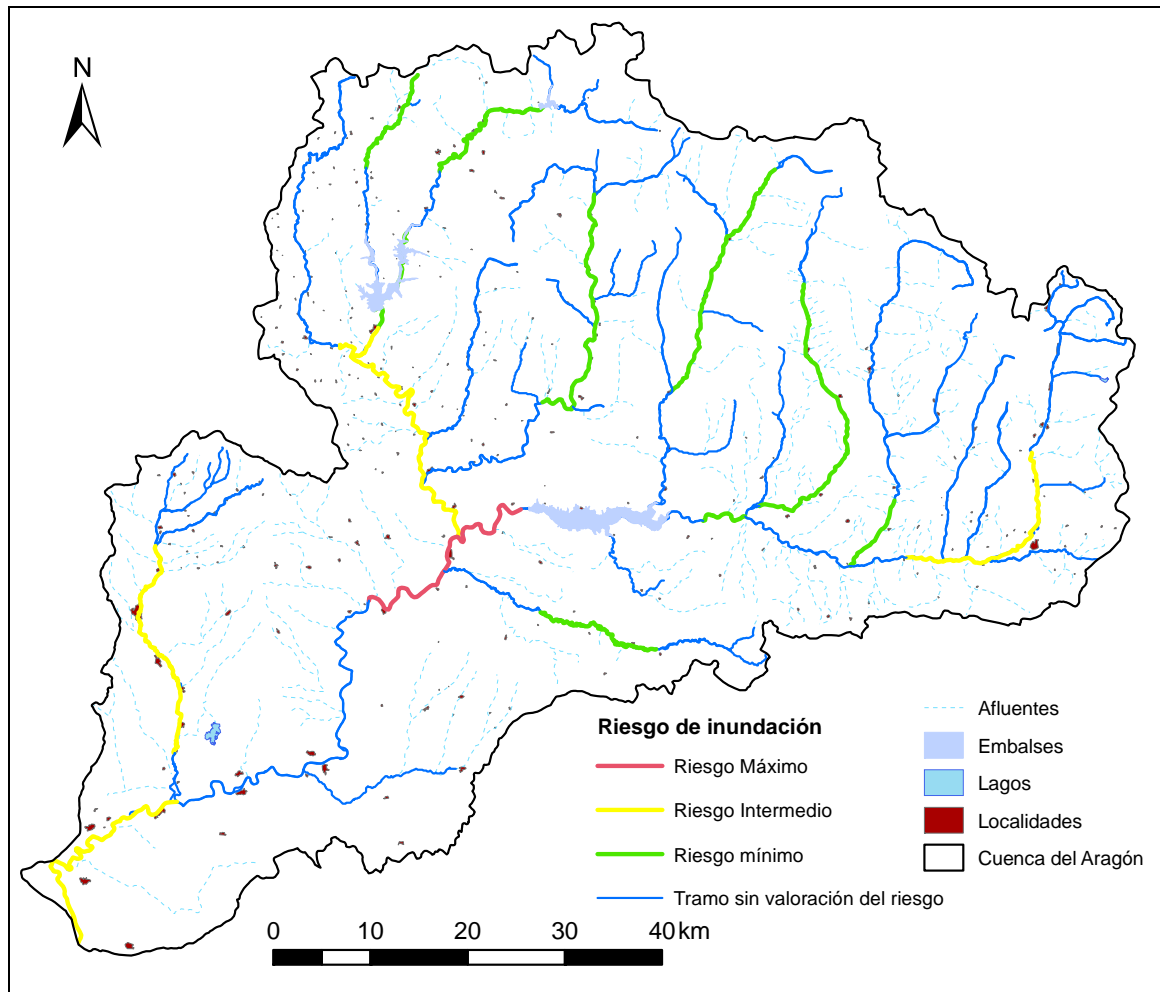 N
Riesgo de inundación
Riesgo Máximo
Riesgo Intermedio
Riesgo mínimo
Tramo sin valoración del riesgo
Afluentes
Embalses
Lagos
Localidades
Cuenca del Aragón
0 10 20 30 40 km